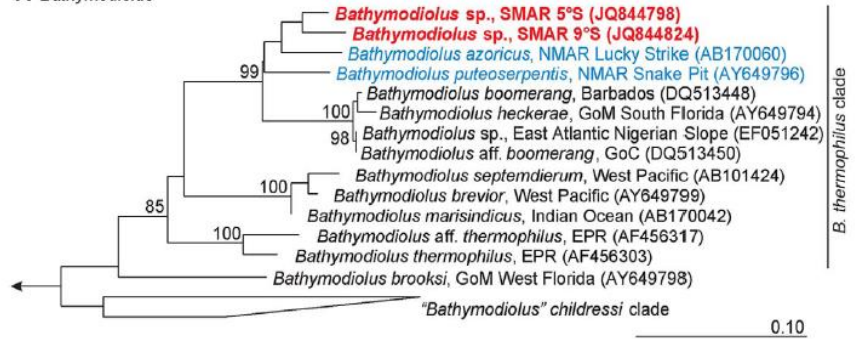 Bathymodiolus sp., SMAR 5°S (JQ844798)
Bathymodiolus sp., SMAR 9°S (JQ844824)
Bathymodiolus azoricus, NMAR Lucky Strike (AB170060)
99
Bathymodiolus puteoserpentis, NMAR Snake Pit (AY649796)
Bathymodiolus boomerang, Barbados (DQ513448)
100
Bathymodiolus heckerae, GoM South Florida (AY649794)
98
Bathymodiolus sp., East Atlantic Nigerian Slope (EF051242)
Bathymodiolus aff. boomerang, GoC (DQ513450)
Bathymodiolus septemdierum, West Pacific (AB101424)
100
Bathymodiolus brevior, West Pacific (AY649799)
85
Bathymodiolus marisindicus, Indian Ocean (AB170042)
100
Bathymodiolus aff. thermophilus, EPR (AF456317)
Bathymodiolus thermophilus, EPR (AF456303)
Bathymodiolus brooksi, GoM West Florida (AY649798)
"Bathymodiolus" childressi clade
B. thermophilus clade
0.10